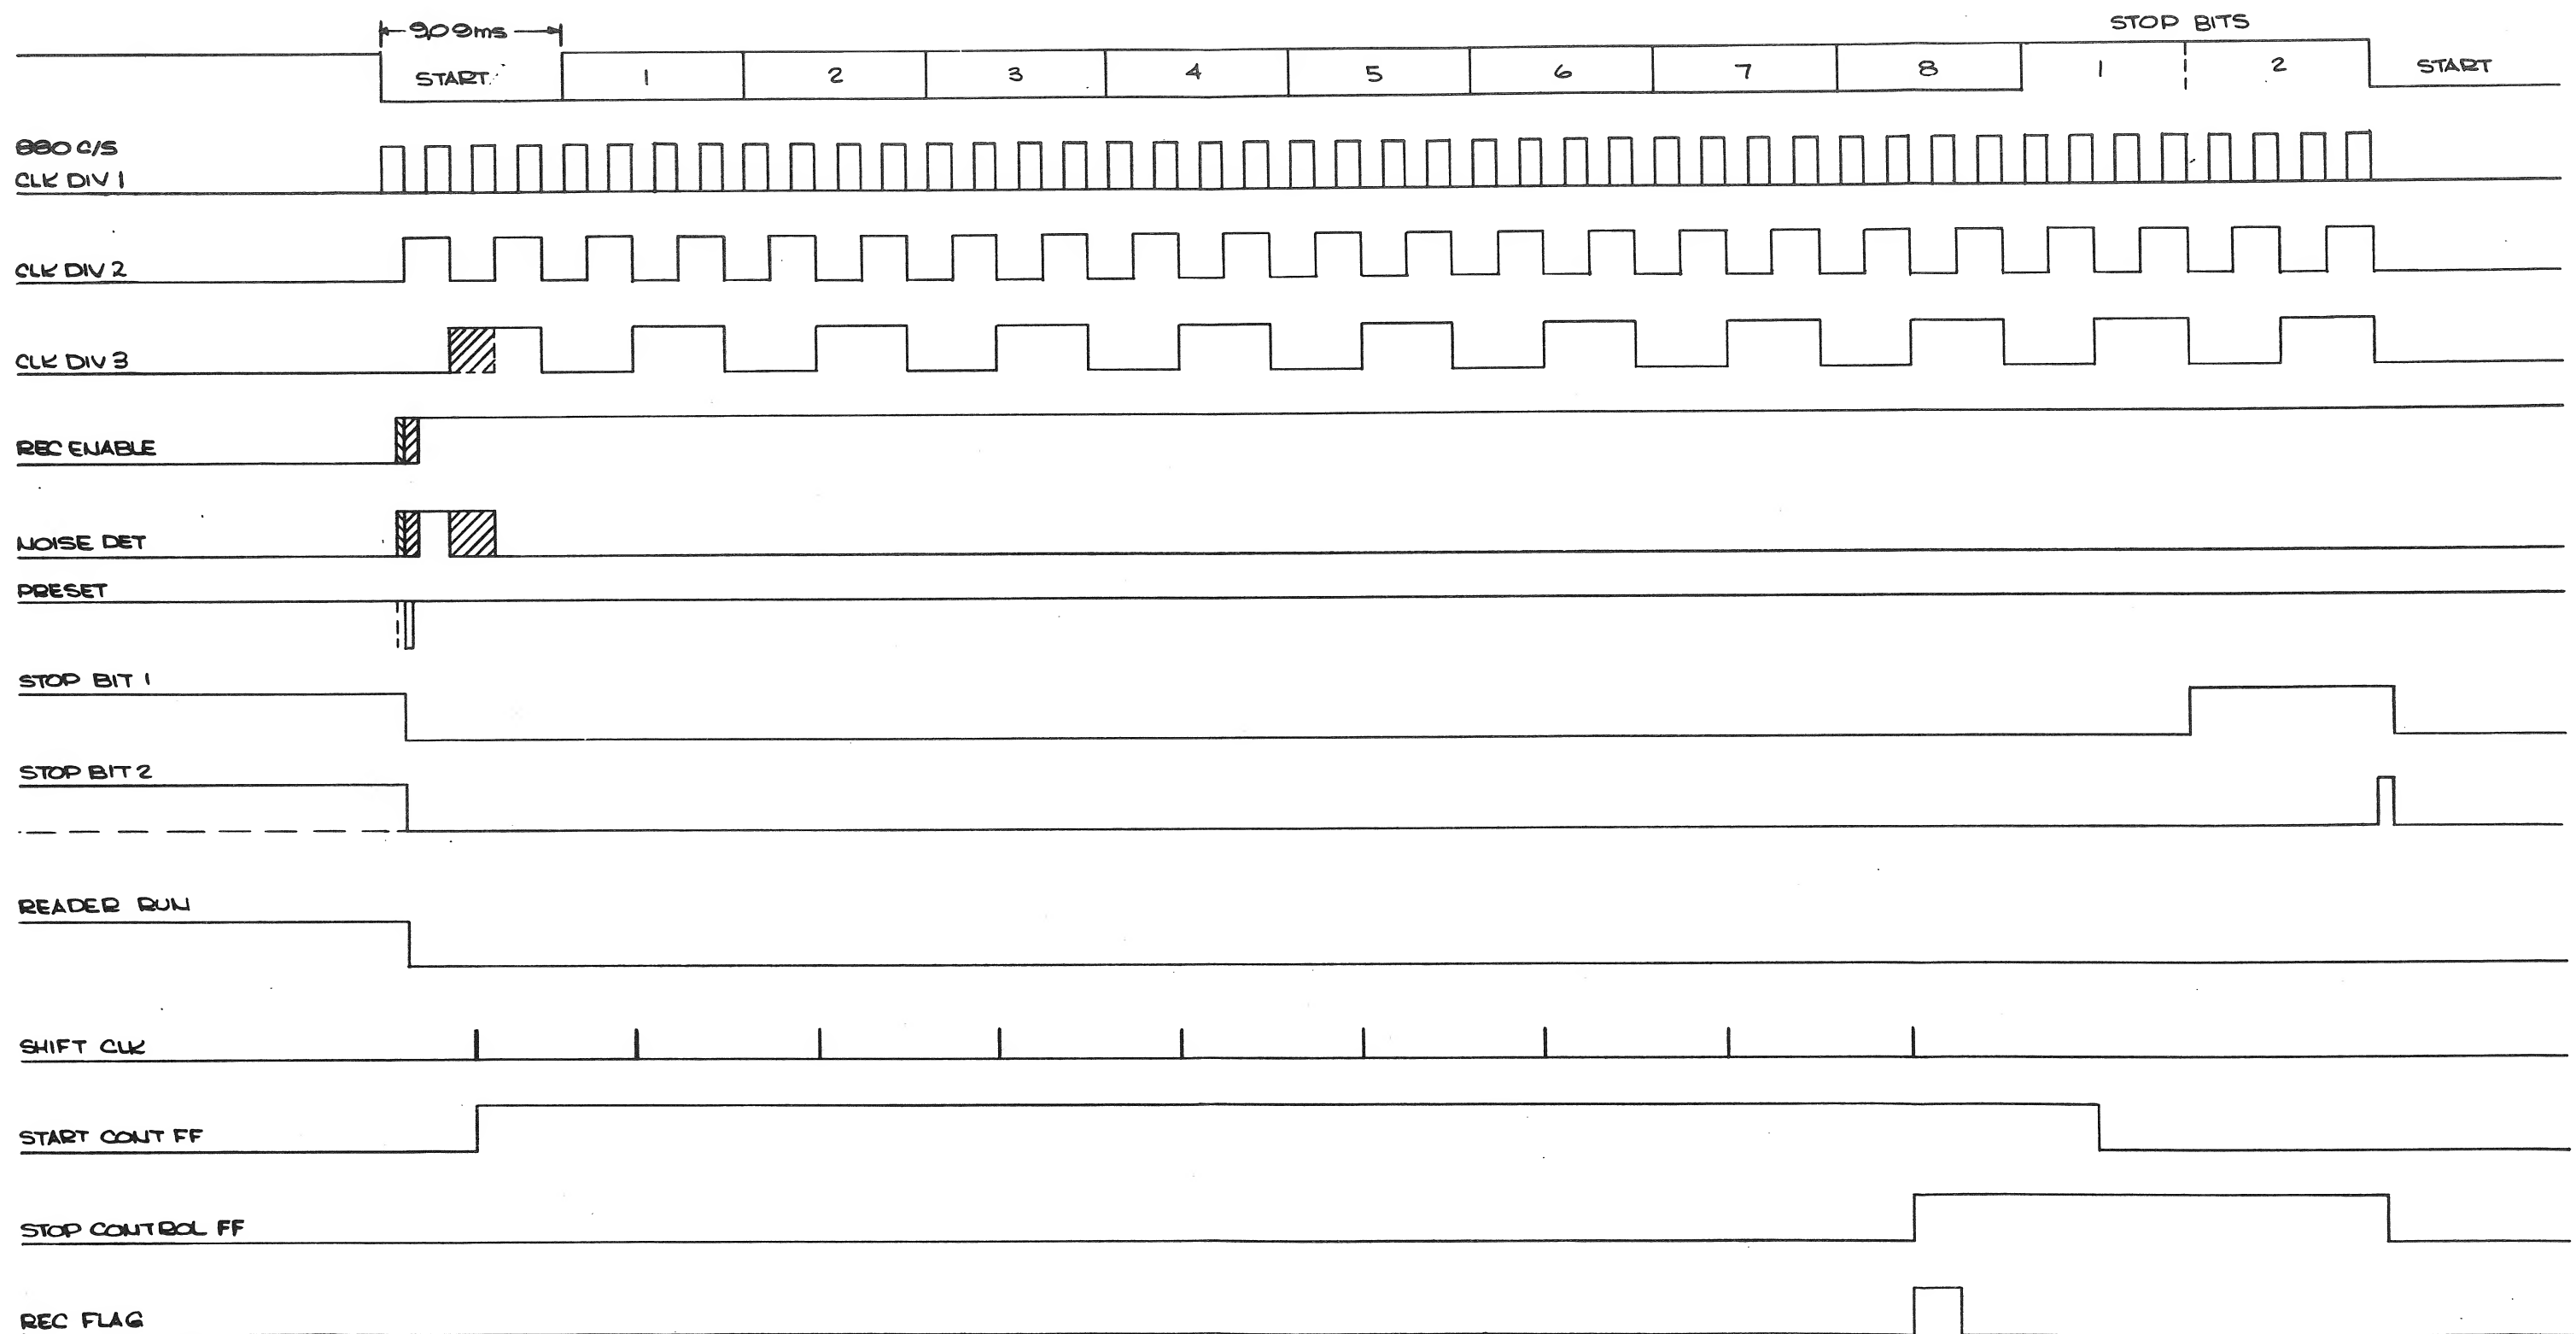 9,09ms
STOP BITS
START 1 2 3 4 5 6 7 8 1 2 START
880 C/S
CLK DIV 1
CLK DIV 2
CLK DIV 3
REC ENABLE
NOISE DET
PRESET
STOP BIT 1
STOP BIT 2
READER RUN
SHIFT CLK
START CONT FF
STOP CONTROL FF
REC FLAG